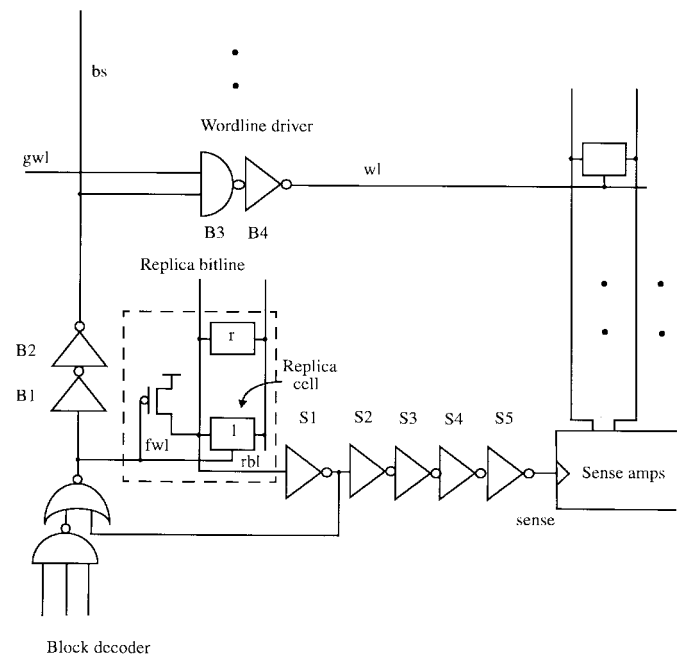 bs
Wordline driver
gwl
wl
B3
B4
Replica bitline
B2
B1
r
Replica
cell
1
fwl
rbl
S1
S2
S3
S4
S5
Sense amps
sense
Block decoder